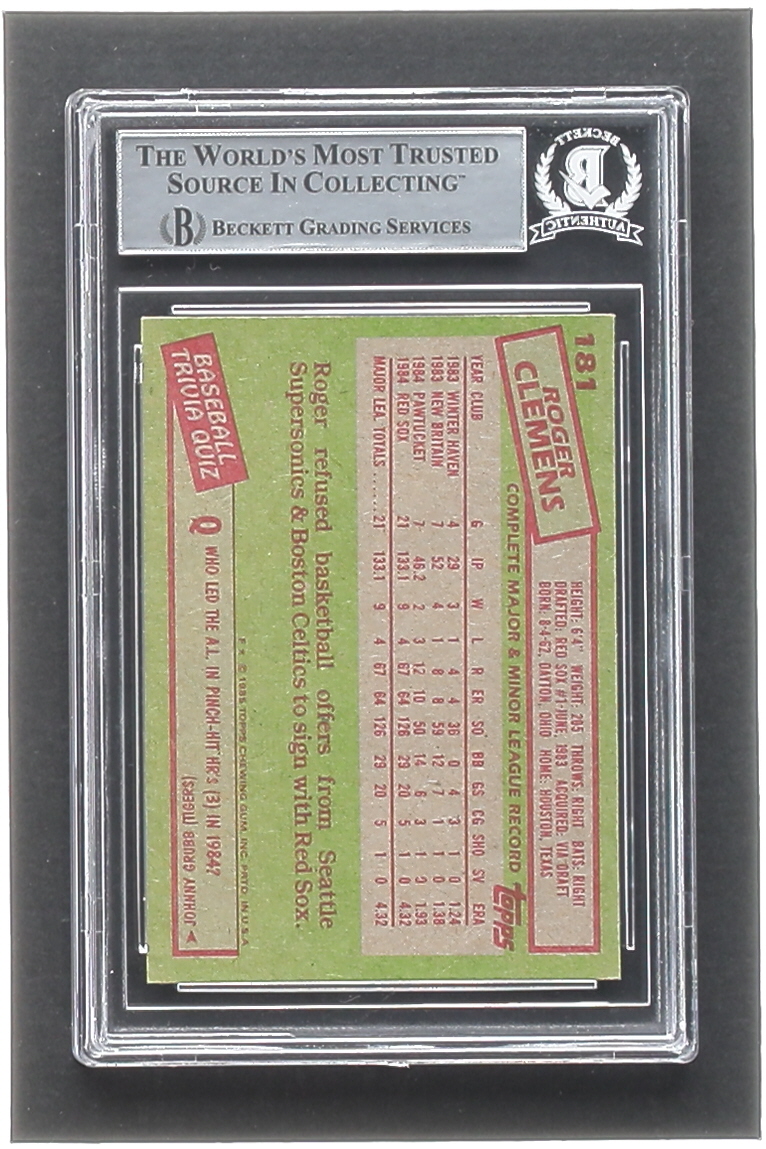 THE WORLD'S MOST TRUSTED
SOURCE IN COLLECTING™
B BECKETT GRADING SERVICES
BECKETT
B
AUTHENTIC
181
ROGER
CLEMENS
HEIGHT: 6'4" WEIGHT: 205 THROWS: RIGHT BATS: RIGHT
DRAFTED: RED SOX #1-JUNE, 1983 ACQUIRED: VIA DRAFT
BORN: 8-4-62, DAYTON, OHIO HOME: HOUSTON, TEXAS
COMPLETE MAJOR & MINOR LEAGUE RECORD topps
YEAR CLUB G IP W L R ER SO BB GS CG SHO SV ERA
1983 WINTER HAVEN 4 29 3 1 4 4 36 0 4 3 1 0 1.24
1983 NEW BRITAIN 7 52 4 1 8 8 59 12 7 1 1 0 1.38
1984 PAWTUCKET 7 46.2 2 3 12 10 50 14 6 3 1 0 1.93
1984 RED SOX 21 133.1 9 4 67 64 126 29 20 5 1 0 4.32
MAJOR LEA. TOTALS 21 133.1 9 4 67 64 126 29 20 5 1 0 4.32
Roger refused basketball offers from Seattle
Supersonics & Boston Celtics to sign with Red Sox.
F* © 1985 TOPPS CHEWING GUM, INC. PRTD. IN U.S.A.
BASEBALL
TRIVIA QUIZ
Q WHO LED THE A.L. IN PINCH-HIT HR'S (3) IN 1984?
A JOHNNY GRUBB (TIGERS)